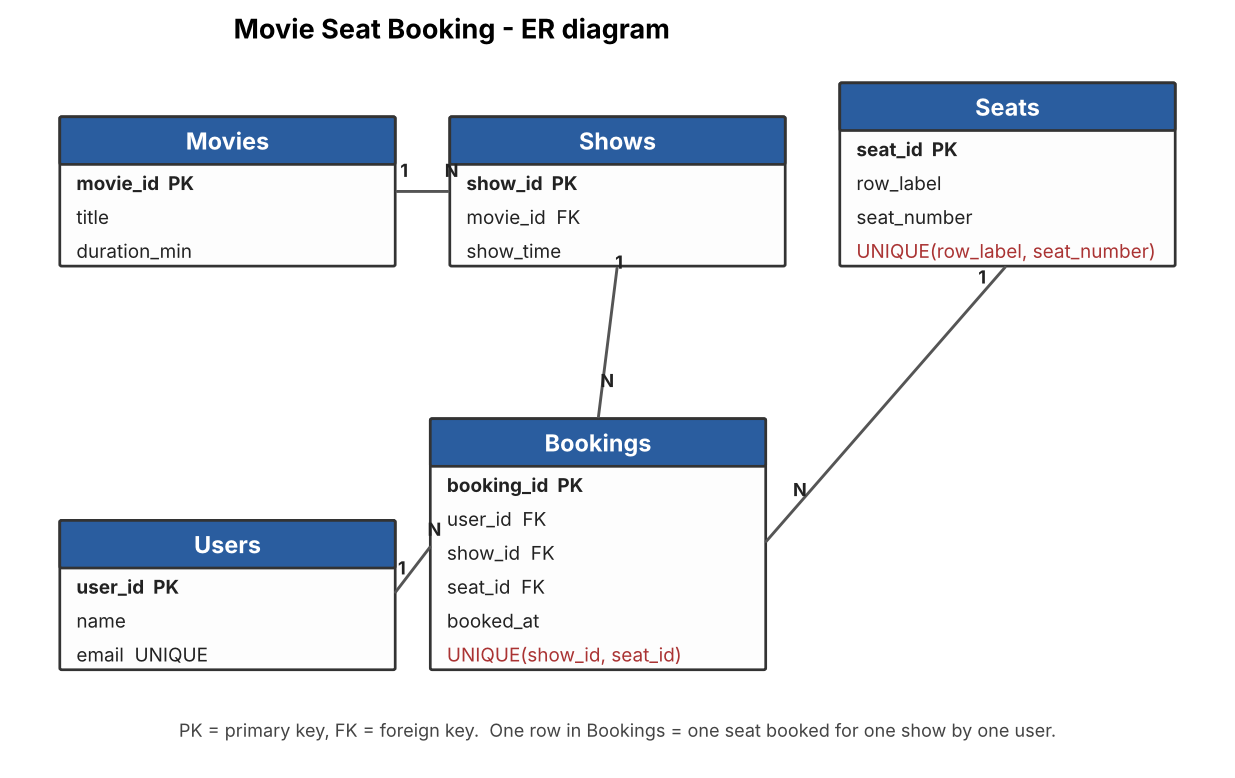 Movie Seat Booking - ER diagram
Movies
movie_id PK
title
duration_min
1
N
Shows
show_id PK
movie_id FK
show_time
1
N
Seats
seat_id PK
row_label
seat_number
UNIQUE(row_label, seat_number)
1
N
Users
user_id PK
name
email UNIQUE
1
N
Bookings
booking_id PK
user_id FK
show_id FK
seat_id FK
booked_at
UNIQUE(show_id, seat_id)
PK = primary key, FK = foreign key. One row in Bookings = one seat booked for one show by one user.